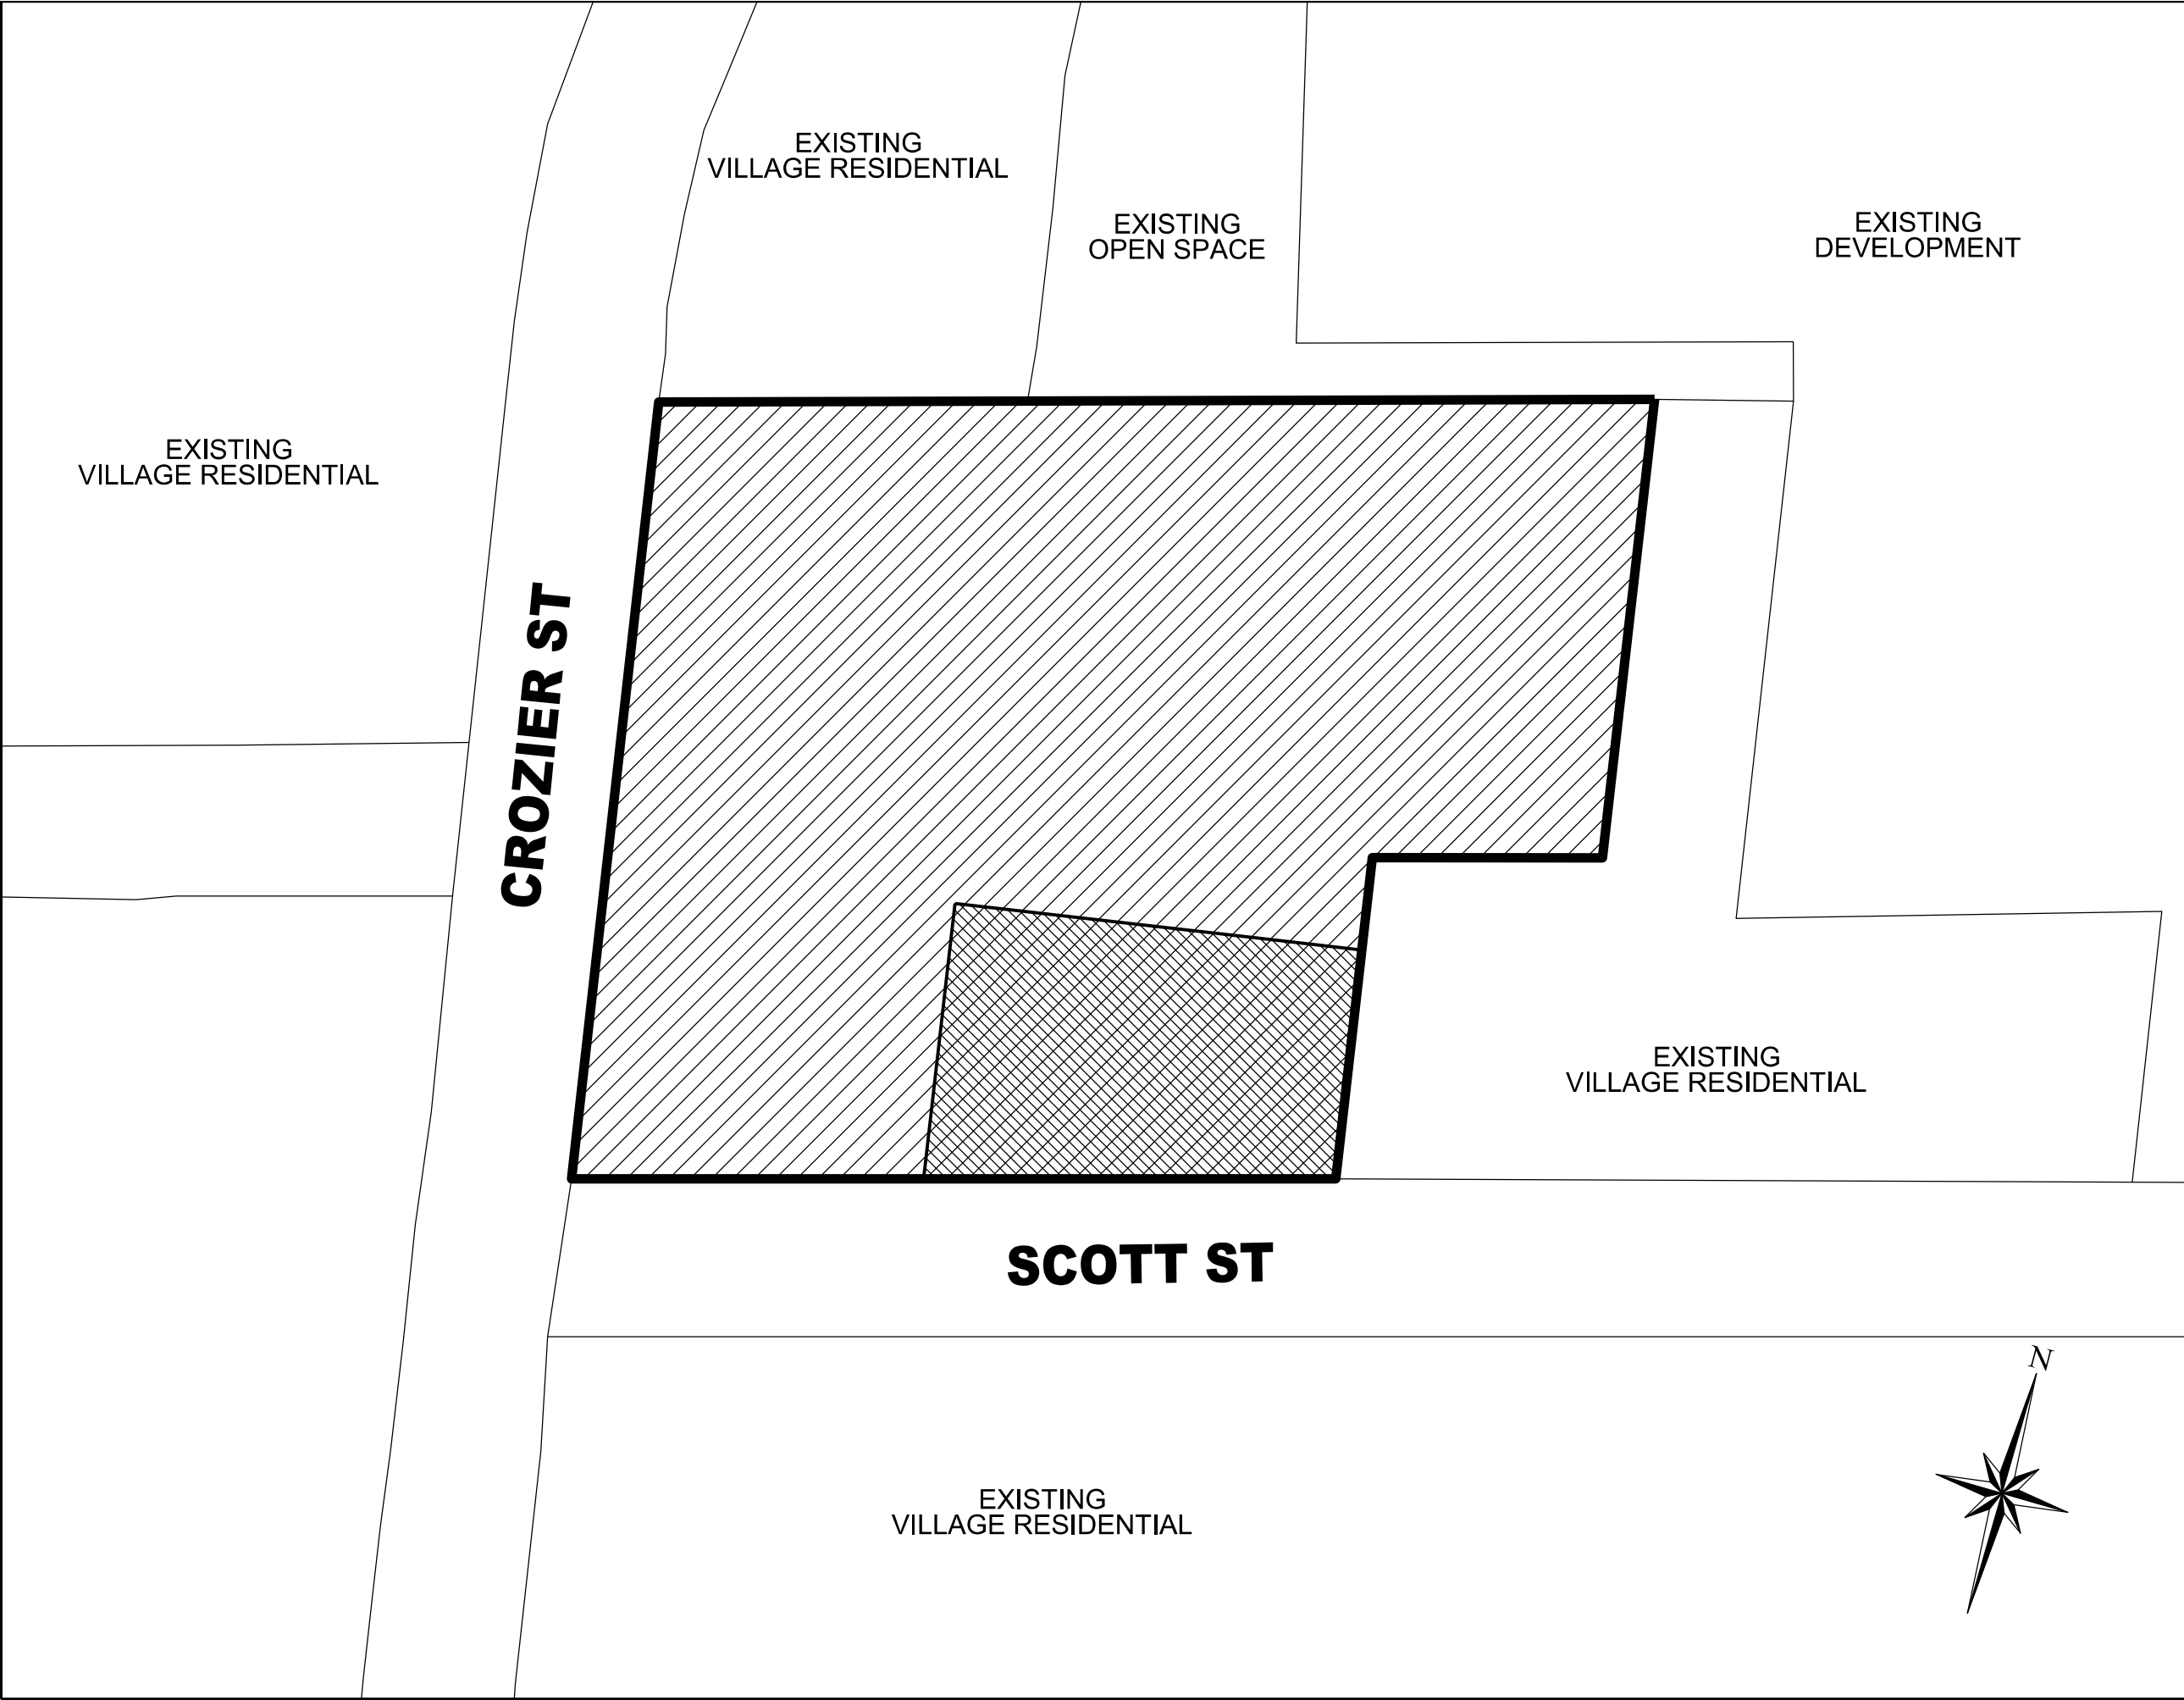 EXISTING
VILLAGE RESIDENTIAL
EXISTING
OPEN SPACE
EXISTING
DEVELOPMENT
EXISTING
VILLAGE RESIDENTIAL
CROZIER ST
EXISTING
VILLAGE RESIDENTIAL
SCOTT ST
N
EXISTING
VILLAGE RESIDENTIAL